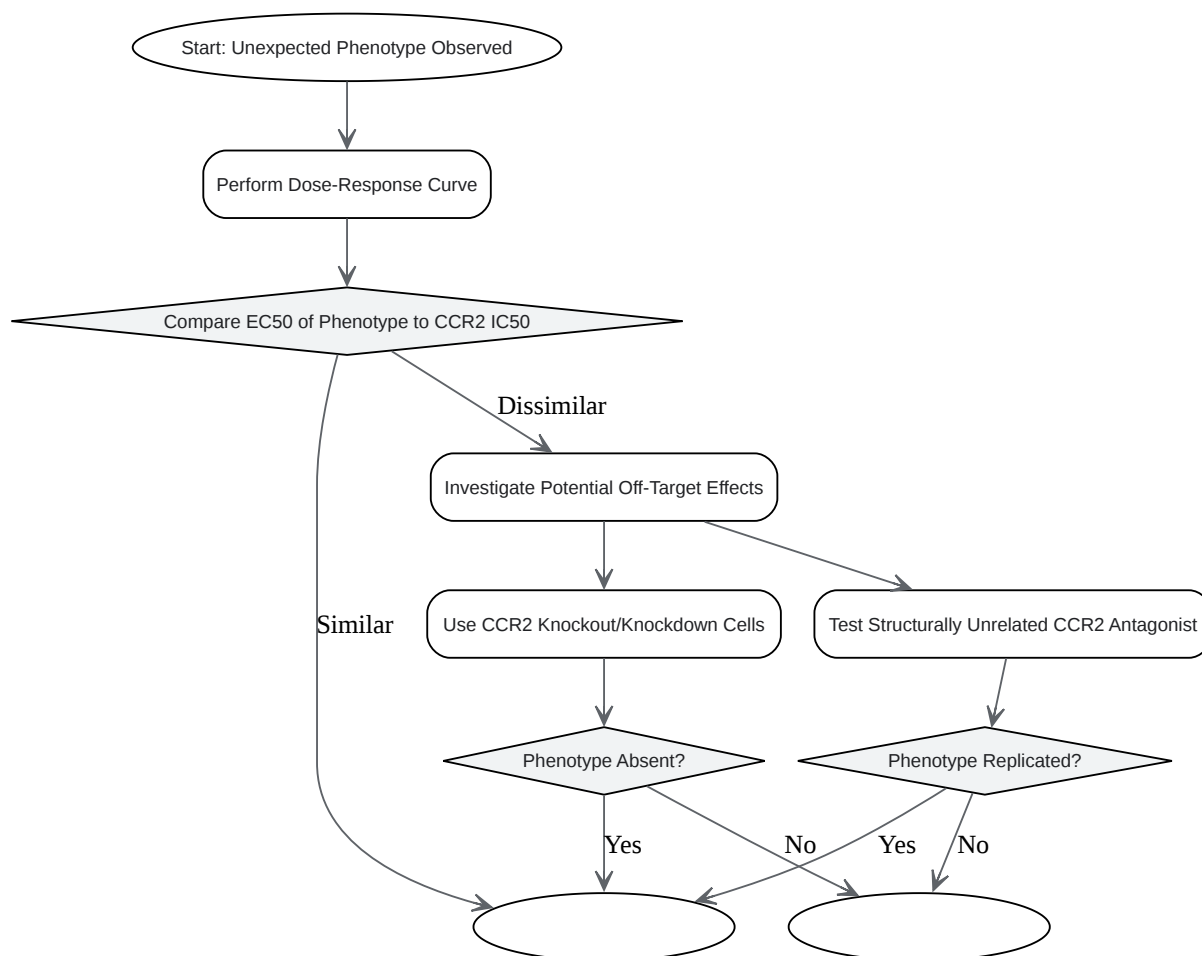 Start: Unexpected Phenotype Observed
Perform Dose-Response Curve
Compare EC50 of Phenotype to CCR2 IC50
Dissimilar
Investigate Potential Off-Target Effects
Similar
Use CCR2 Knockout/Knockdown Cells
Test Structurally Unrelated CCR2 Antagonist
Phenotype Absent?
Phenotype Replicated?
Yes
No
Yes
No